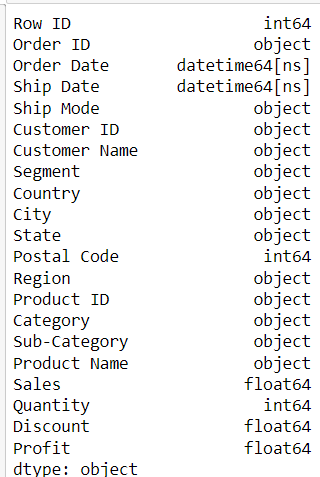 Row ID int64
Order ID object
Order Date datetime64[ns]
Ship Date datetime64[ns]
Ship Mode object
Customer ID object
Customer Name object
Segment object
Country object
City object
State object
Postal Code int64
Region object
Product ID object
Category object
Sub-Category object
Product Name object
Sales float64
Quantity int64
Discount float64
Profit float64
dtype: object